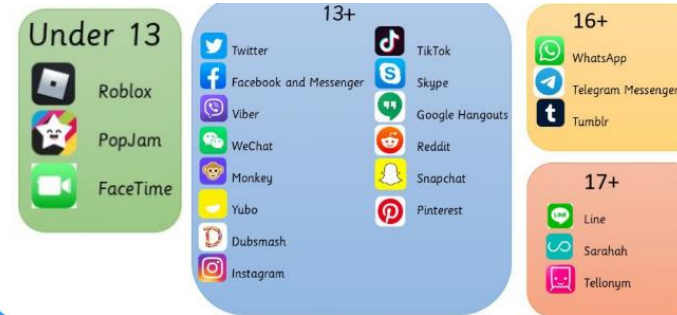 Under 13
Roblox
PopJam
FaceTime
13+
Twitter
Facebook and Messenger
Viber
WeChat
Monkey
Yubo
Dubsmash
Instagram
TikTok
Skype
Google Hangouts
Reddit
Snapchat
Pinterest
16+
WhatsApp
Telegram Messenger
t
Tumblr
17+
LINE
Line
Sarahah
Tellonym